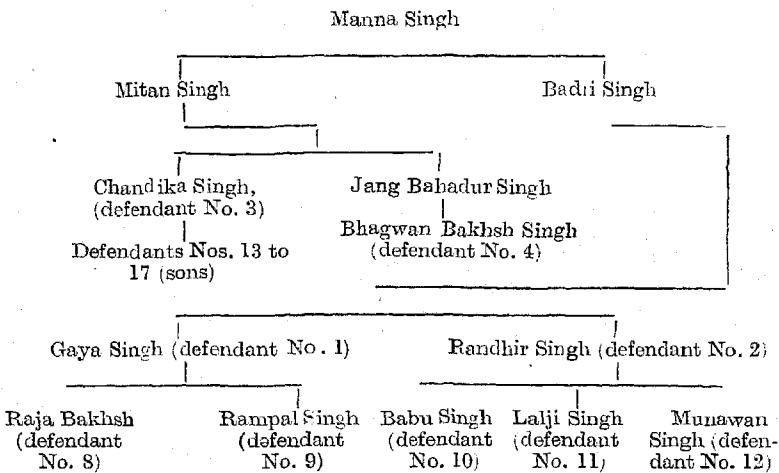 Manna Singh
Mitan Singh
Badri Singh
Chandika Singh,
(defendant No. 3)
Jang Bahadur Singh
Defendants Nos. 13 to
17 (sons)
Bhagwan Bakhsh Singh
(defendant No. 4)
Gaya Singh (defendant No. 1)
Randhir Singh (defendant No. 2)
Raja Bakhsh
(defendant
No. 8)
Rampal Singh
(defendant
No. 9)
Babu Singh
(defendant
No. 10)
Lalji Singh
(defendant
No. 11)
Munawan
Singh (defen-
dant No. 12)